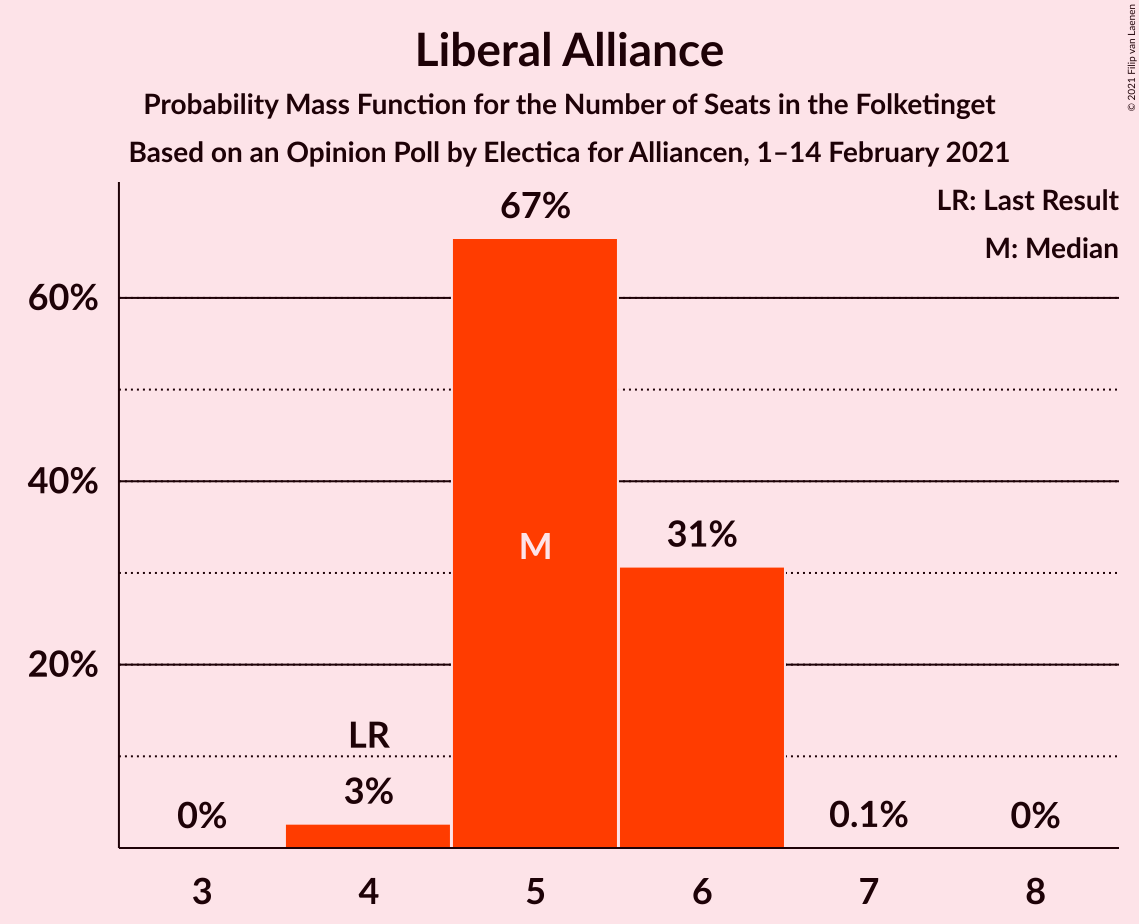 Liberal Alliance
Probability Mass Function for the Number of Seats in the Folketinget
Based on an Opinion Poll by Electica for Alliancen, 1–14 February 2021
© 2021 Filip van Laenen
LR: Last Result
M: Median
67%
60%
40%
31%
M
20%
LR
3%
0%
0.1%
0%
3 4 5 6 7 8